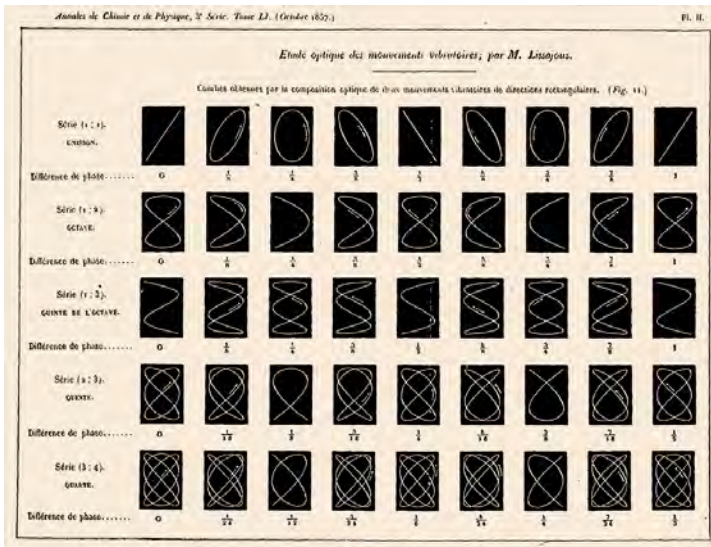 Annales de Chimie et de Physique, 3ᵉ Série. Tome LI. (Octobre 1857.) Pl. II.
Etude optique des mouvements vibratoires; par M. Lissajous.
Courbes obtenues par la composition optique de deux mouvements vibratoires de directions rectangulaires. (Fig. 11.)
Série (1 : 1).
UNISSON.
Différence de phase....... 0 1/8 1/4 3/8 1/2 5/8 3/4 7/8 1
Série (1 : 2).
OCTAVE.
Différence de phase....... 0 1/8 1/4 3/8 1/2 5/8 3/4 7/8 1
Série (1 : 3).
QUINTE DE L'OCTAVE.
Différence de phase....... 0 1/8 1/4 3/8 1/2 5/8 3/4 7/8 1
Série (2 : 3).
QUINTE.
Différence de phase....... 0 1/16 1/8 3/16 1/4 5/16 3/8 7/16 1/2
Série (3 : 4).
QUARTE.
Différence de phase....... 0 1/24 1/12 3/24 1/6 5/24 1/4 7/24 1/3